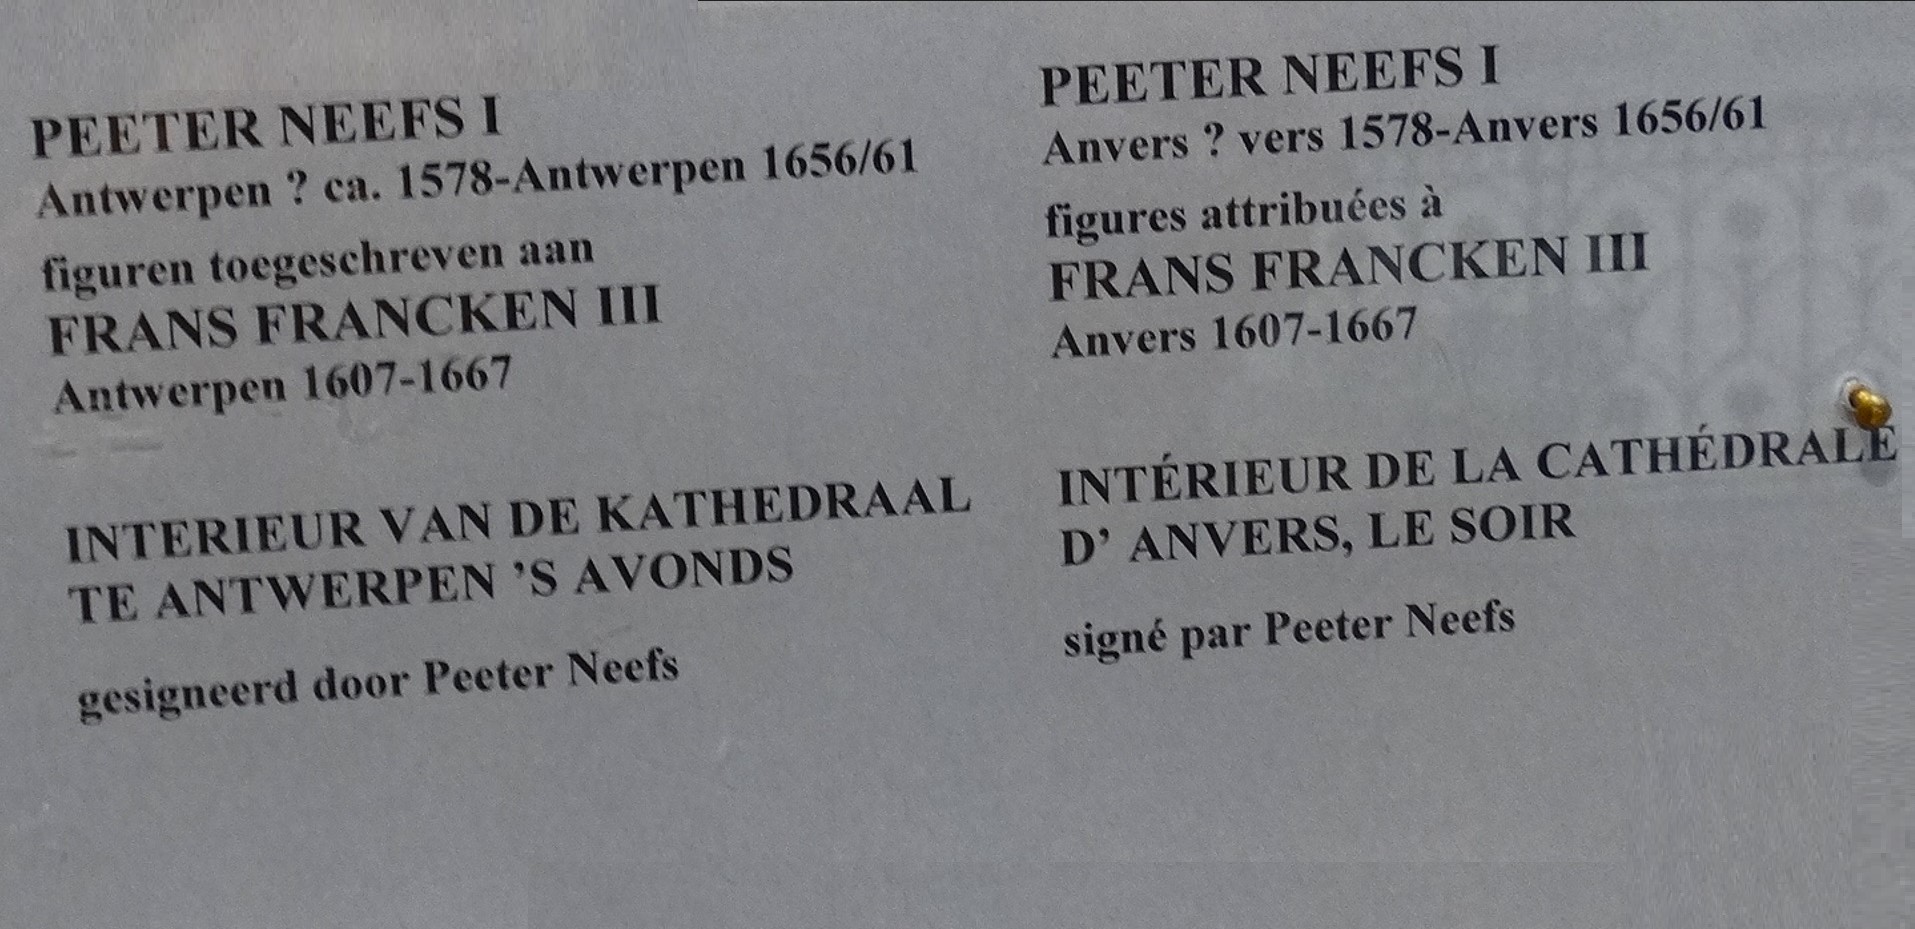 PEETER NEEFS I
Antwerpen ? ca. 1578-Antwerpen 1656/61
figuren toegeschreven aan
FRANS FRANCKEN III
Antwerpen 1607-1667
INTERIEUR VAN DE KATHEDRAAL
TE ANTWERPEN ’S AVONDS
gesigneerd door Peeter Neefs
PEETER NEEFS I
Anvers ? vers 1578-Anvers 1656/61
figures attribuées à
FRANS FRANCKEN III
Anvers 1607-1667
INTÉRIEUR DE LA CATHÉDRALE
D’ ANVERS, LE SOIR
signé par Peeter Neefs